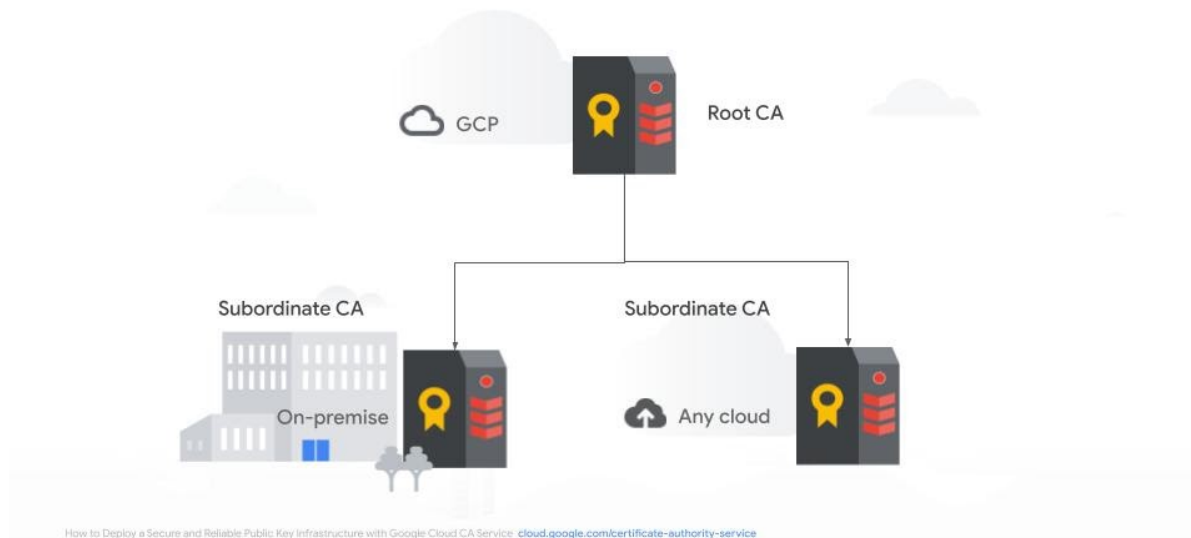 GCP
Root CA
Subordinate CA
Subordinate CA
On-premise
Any cloud
How to Deploy a Secure and Reliable Public Key Infrastructure with Google Cloud CA Service cloud.google.com/certificate-authority-service